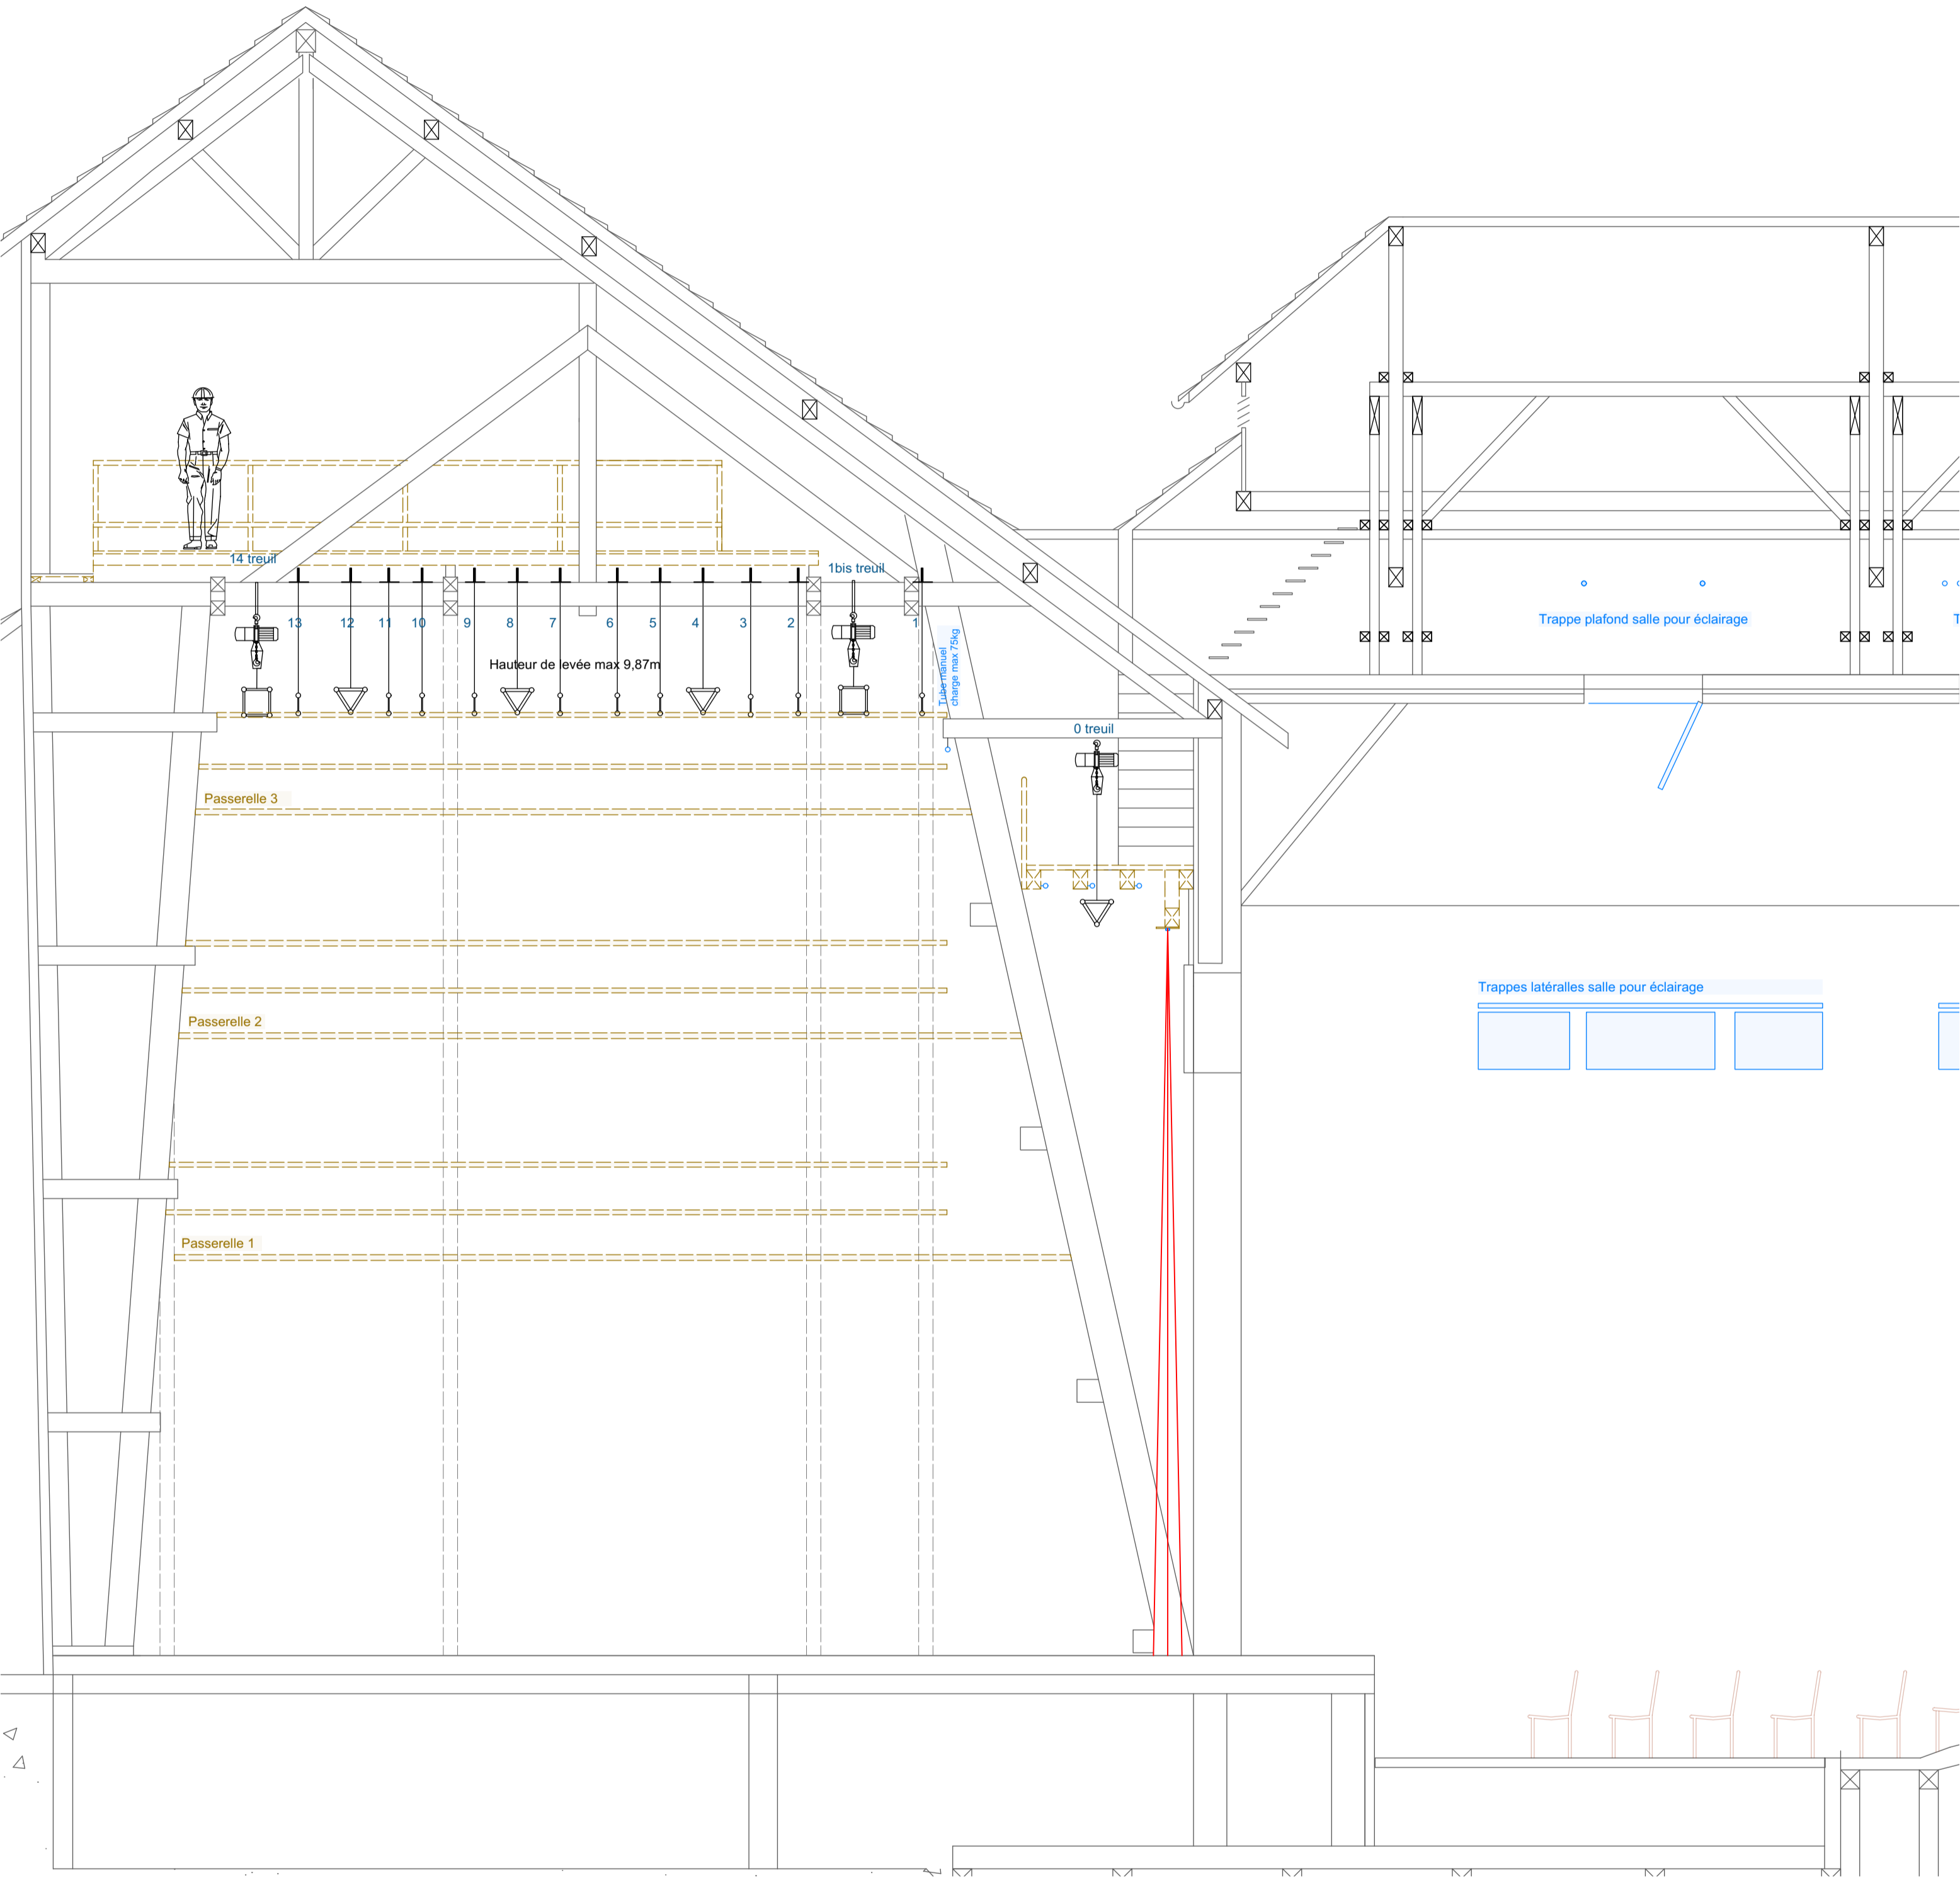 14 treuil
1bis treuil
13
12
11
10
9
8
7
6
5
4
3
2
1
Trappe plafond salle pour éclairage
T
Hauteur de levée max 9,87m
Tube manuel
charge max 75kg
0 treuil
Passerelle 3
Trappes latéralles salle pour éclairage
Passerelle 2
Passerelle 1